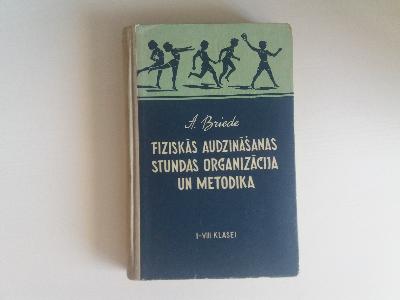 A. Briede
FIZISKĀS AUDZINĀŠANAS
STUNDAS ORGANIZĀCIJA
UN METODIKA
I-VIII KLASEI